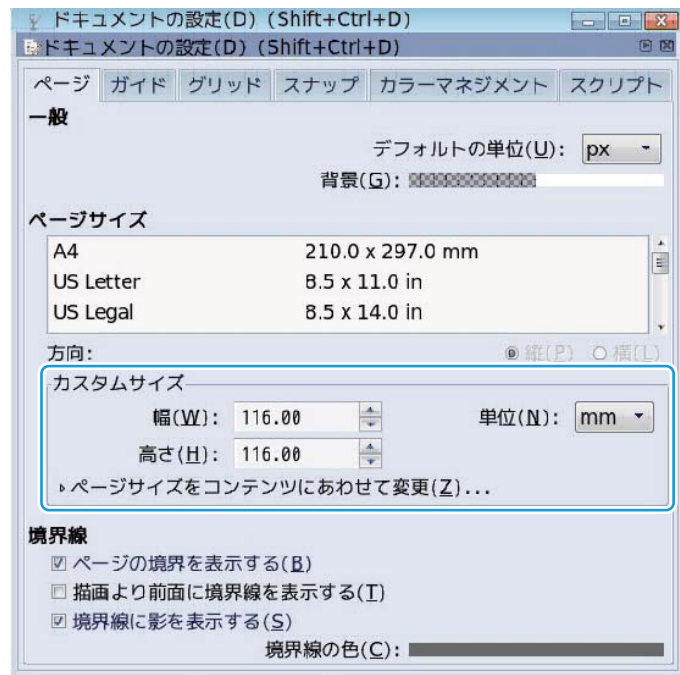 ドキュメントの設定(D) (Shift+Ctrl+D)
ドキュメントの設定(D) (Shift+Ctrl+D)
ページ ガイド グリッド スナップ カラーマネジメント スクリプト
一般
デフォルトの単位(U): px
背景(G):
ページサイズ
A4 210.0 x 297.0 mm
US Letter 8.5 x 11.0 in
US Legal 8.5 x 14.0 in
方向: 縦(P) 横(L)
カスタムサイズ
幅(W): 116.00 単位(N): mm
高さ(H): 116.00
ページサイズをコンテンツにあわせて変更(Z)...
境界線
ページの境界を表示する(B)
描画より前面に境界線を表示する(T)
境界線に影を表示する(S)
境界線の色(C):